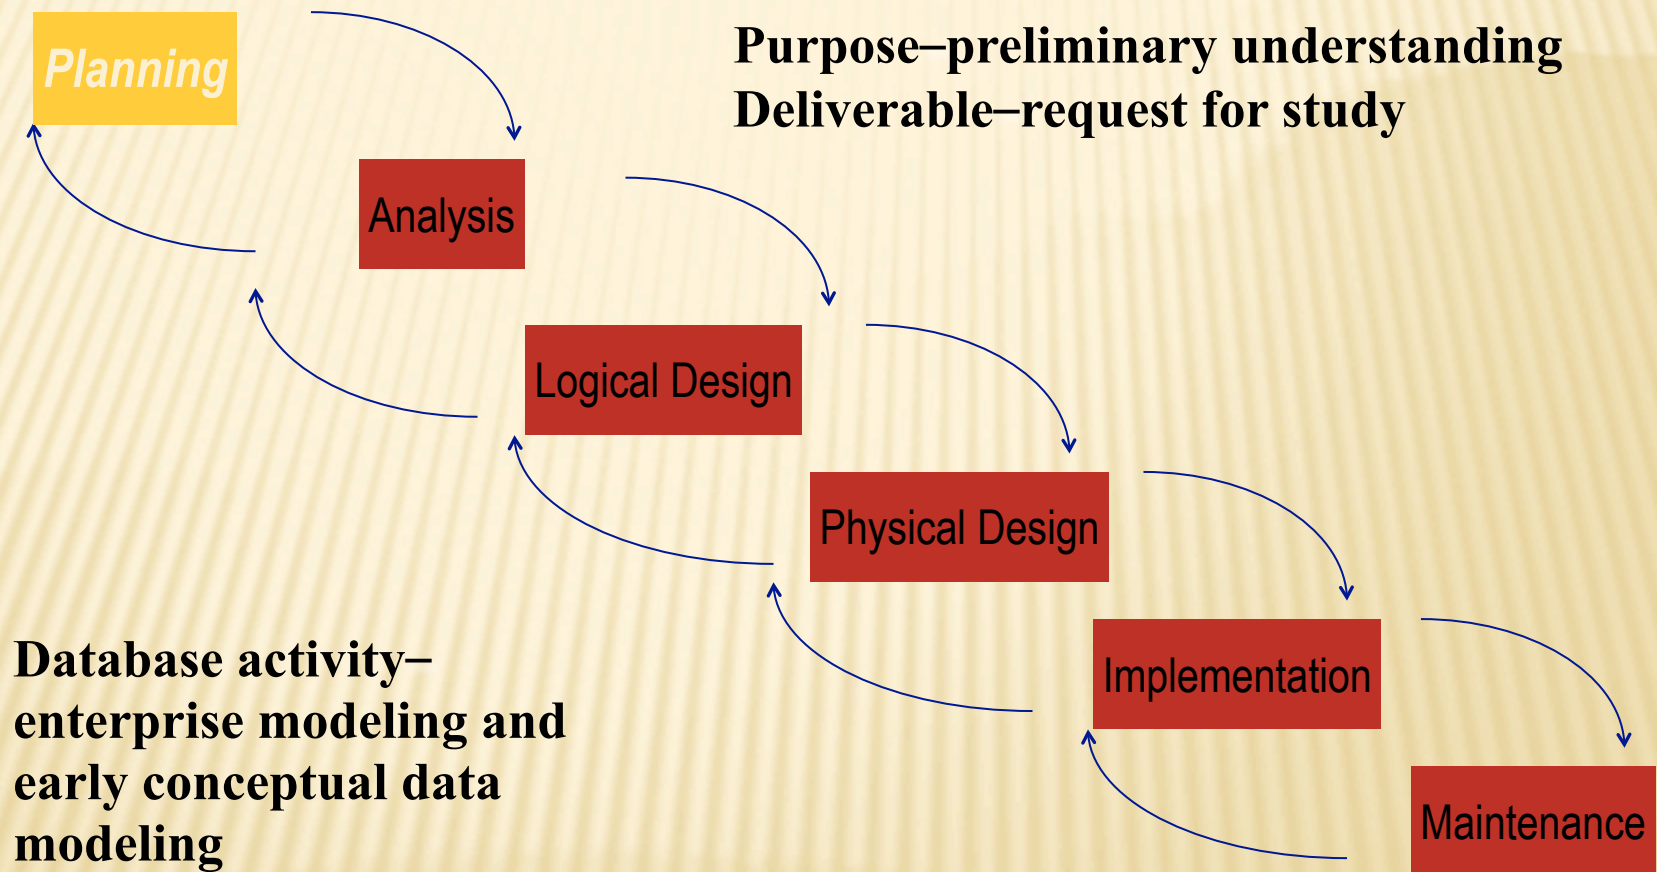 Planning
Purpose–preliminary understanding
Deliverable–request for study
Analysis
Logical Design
Physical Design
Implementation
Maintenance
Database activity–
enterprise modeling and
early conceptual data
modeling